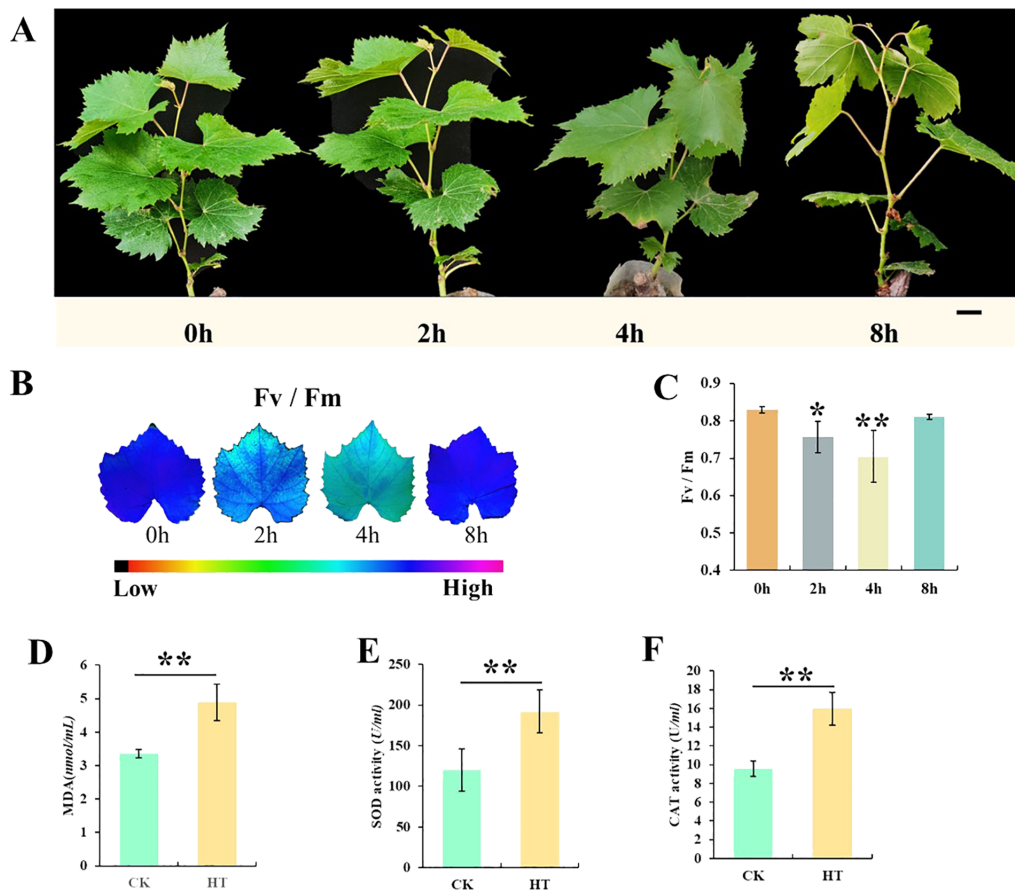 A
0h 2h 4h 8h
B
Fv / Fm
0h 2h 4h 8h
Low High
C
Fv / Fm
0.9
0.8
0.7
0.6
0.5
0.4
* **
0h 2h 4h 8h
D
MDA(nmol/mL)
6
5
4
3
2
1
0
**
CK HT
E
SOD activity (U/ml)
250
200
150
100
50
0
**
CK HT
F
CAT activity (U/ml)
20
18
16
14
12
10
8
6
4
2
0
**
CK HT